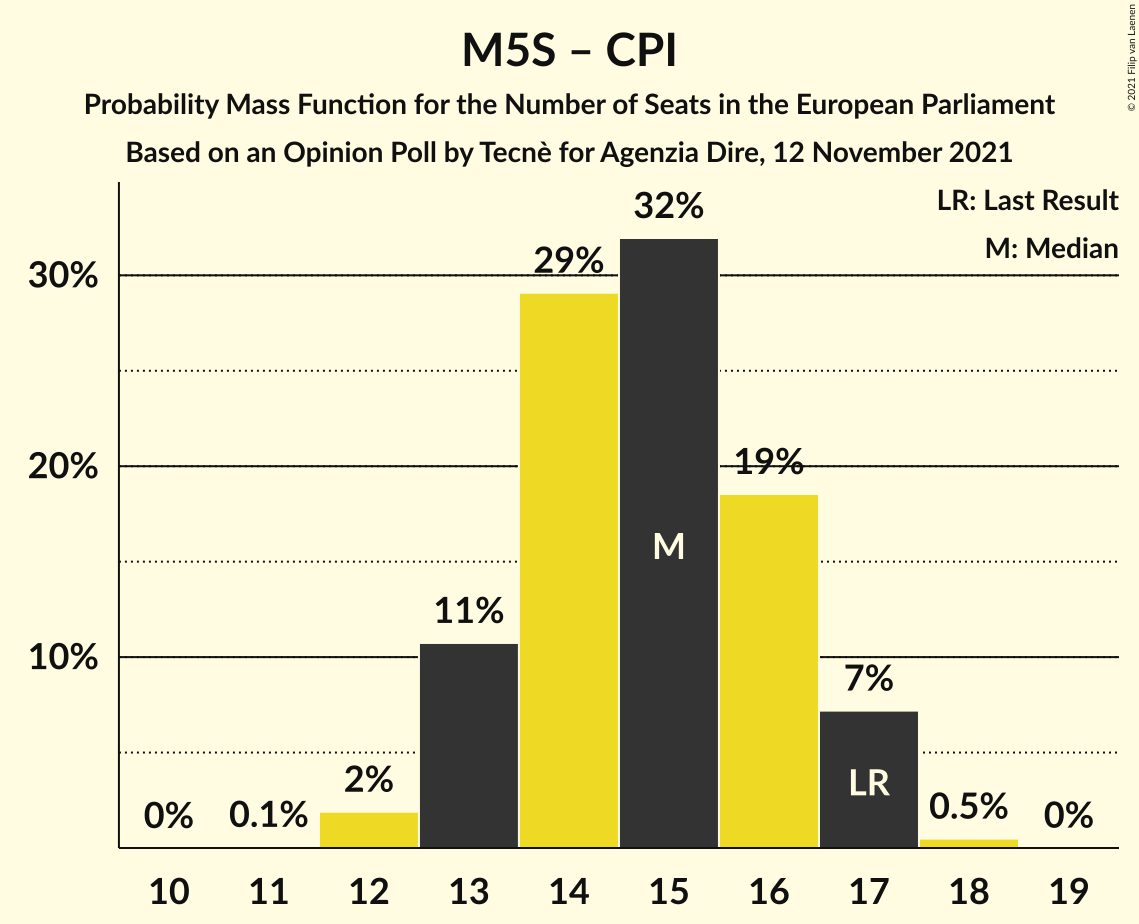 M5S – CPI
Probability Mass Function for the Number of Seats in the European Parliament
Based on an Opinion Poll by Tecnè for Agenzia Dire, 12 November 2021
© 2021 Filip van Laenen
LR: Last Result
M: Median
30%
20%
10%
0%
0.1%
2%
11%
29%
32%
19%
7%
0.5%
0%
M
LR
10 11 12 13 14 15 16 17 18 19